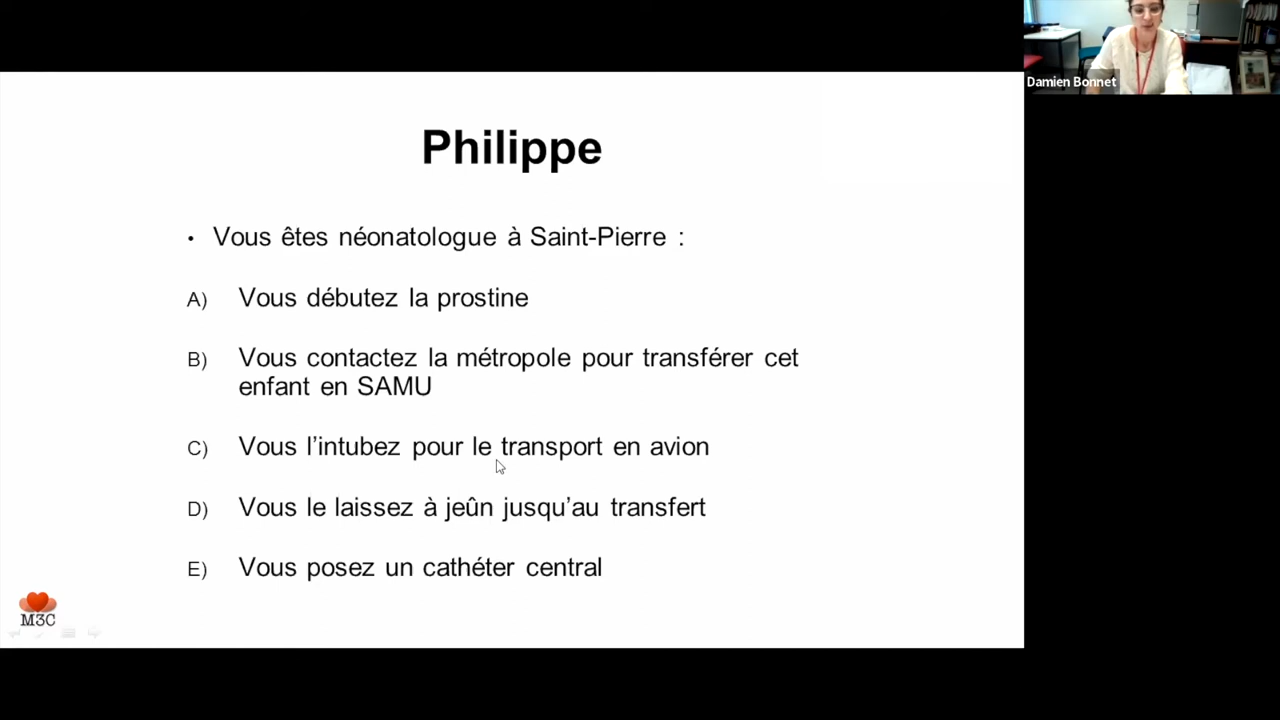 Damien Bonnet
Philippe
• Vous êtes néonatologue à Saint-Pierre :
A) Vous débutez la prostine
B) Vous contactez la métropole pour transférer cet
enfant en SAMU
C) Vous l’intubez pour le transport en avion
D) Vous le laissez à jeûn jusqu’au transfert
E) Vous posez un cathéter central
M3C